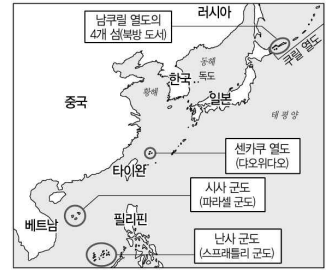 러시아
남쿠릴 열도의
4개 섬(북방 도서)
쿠릴 열도
동해
독도
한국
황해
일본
중국
태평양
센카쿠 열도
(다오위다오)
타이완
시사 군도
(파라셀 군도)
베트남
필리핀
난사 군도
(스프래틀리 군도)